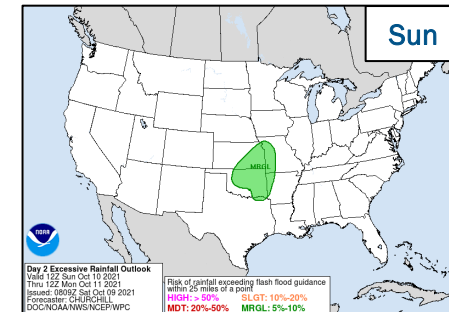 Sun
MRGL
NOAA
Day 2 Excessive Rainfall Outlook
Valid 12Z Sun Oct 10 2021
Thru 12Z Mon Oct 11 2021
Issued: 0809Z Sat Oct 09 2021
Forecaster: CHURCHILL
DOC/NOAA/NWS/NCEP/WPC
Risk of rainfall exceeding flash flood guidance
within 25 miles of a point
HIGH: > 50% SLGT: 10%-20%
MDT: 20%-50% MRGL: 5%-10%